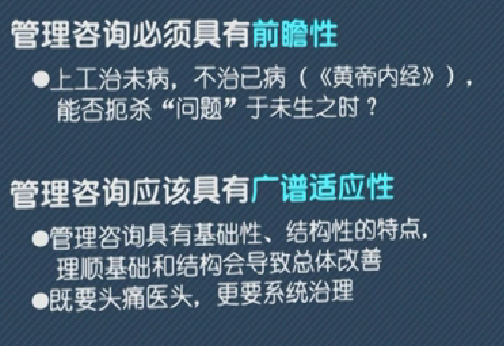 管理咨询必须具有前瞻性
●上工治未病，不治已病（《黄帝内经》），
能否扼杀“问题”于未生之时？
管理咨询应该具有广谱适应性
●管理咨询具有基础性、结构性的特点，
理顺基础和结构会导致总体改善
●既要头痛医头，更要系统治理